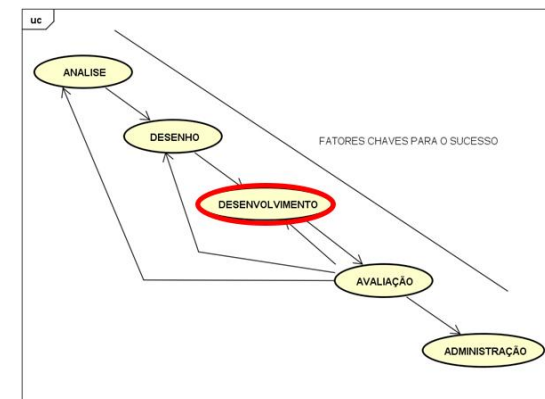 uc
ANALISE
DESENHO
FATORES CHAVES PARA O SUCESSO
DESENVOLVIMENTO
AVALIAÇÃO
ADMINISTRAÇÃO